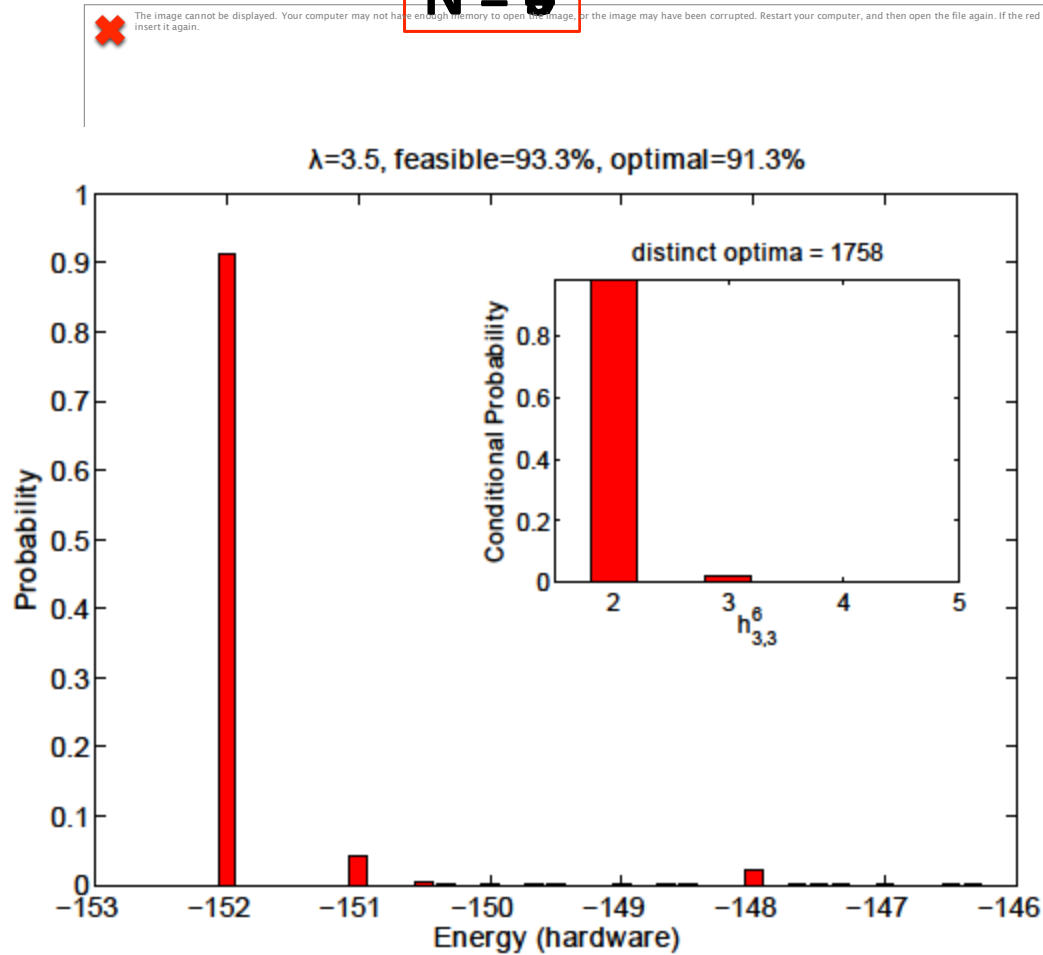 The image cannot be displayed. Your computer may not have enough memory to open the image, or the image may have been corrupted. Restart your computer, and then open the file again. If the red
insert it again.
N =
λ=3.5, feasible=93.3%, optimal=91.3%
distinct optima = 1758
Conditional Probability
0.8
0.6
0.4
0.2
0
2 3 4 5
h⁶₃,₃
Probability
1
0.9
0.8
0.7
0.6
0.5
0.4
0.3
0.2
0.1
0
−153 −152 −151 −150 −149 −148 −147 −146
Energy (hardware)